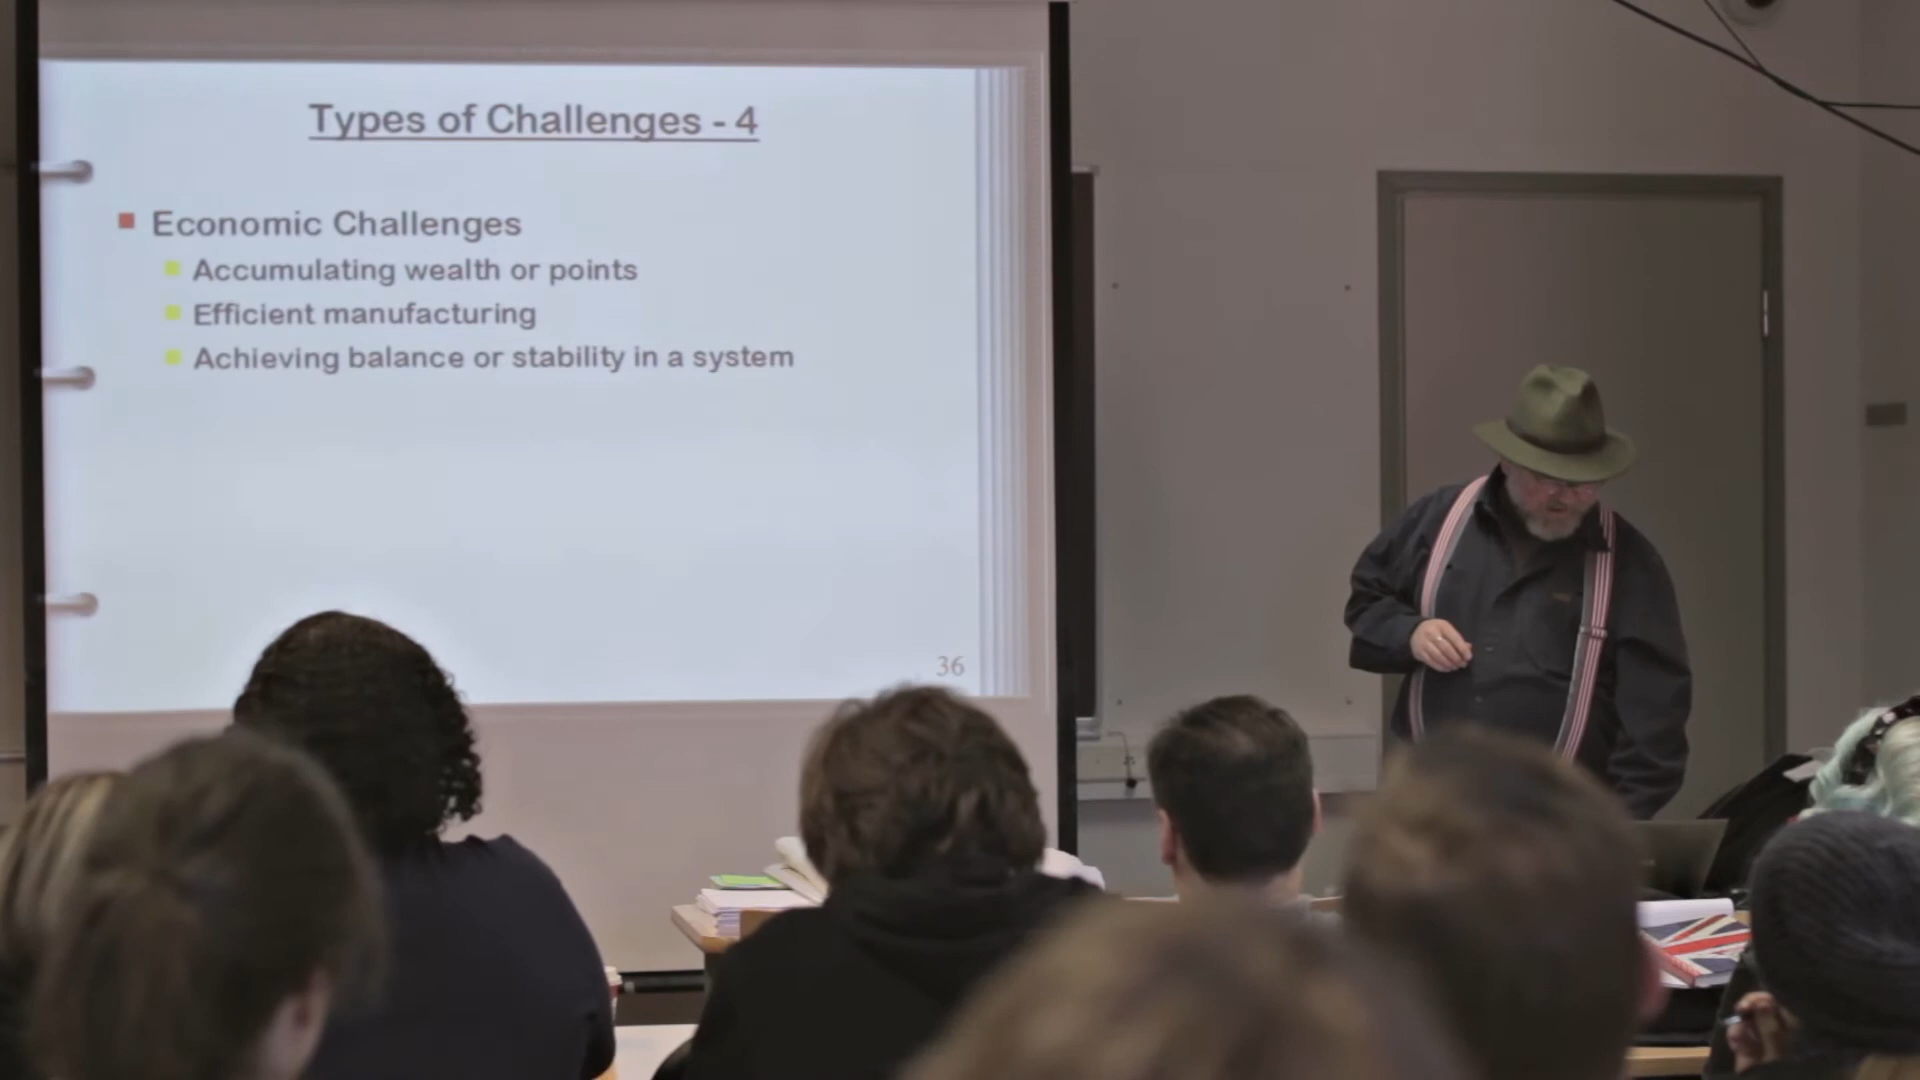 Types of Challenges - 4
Economic Challenges
Accumulating wealth or points
Efficient manufacturing
Achieving balance or stability in a system
36